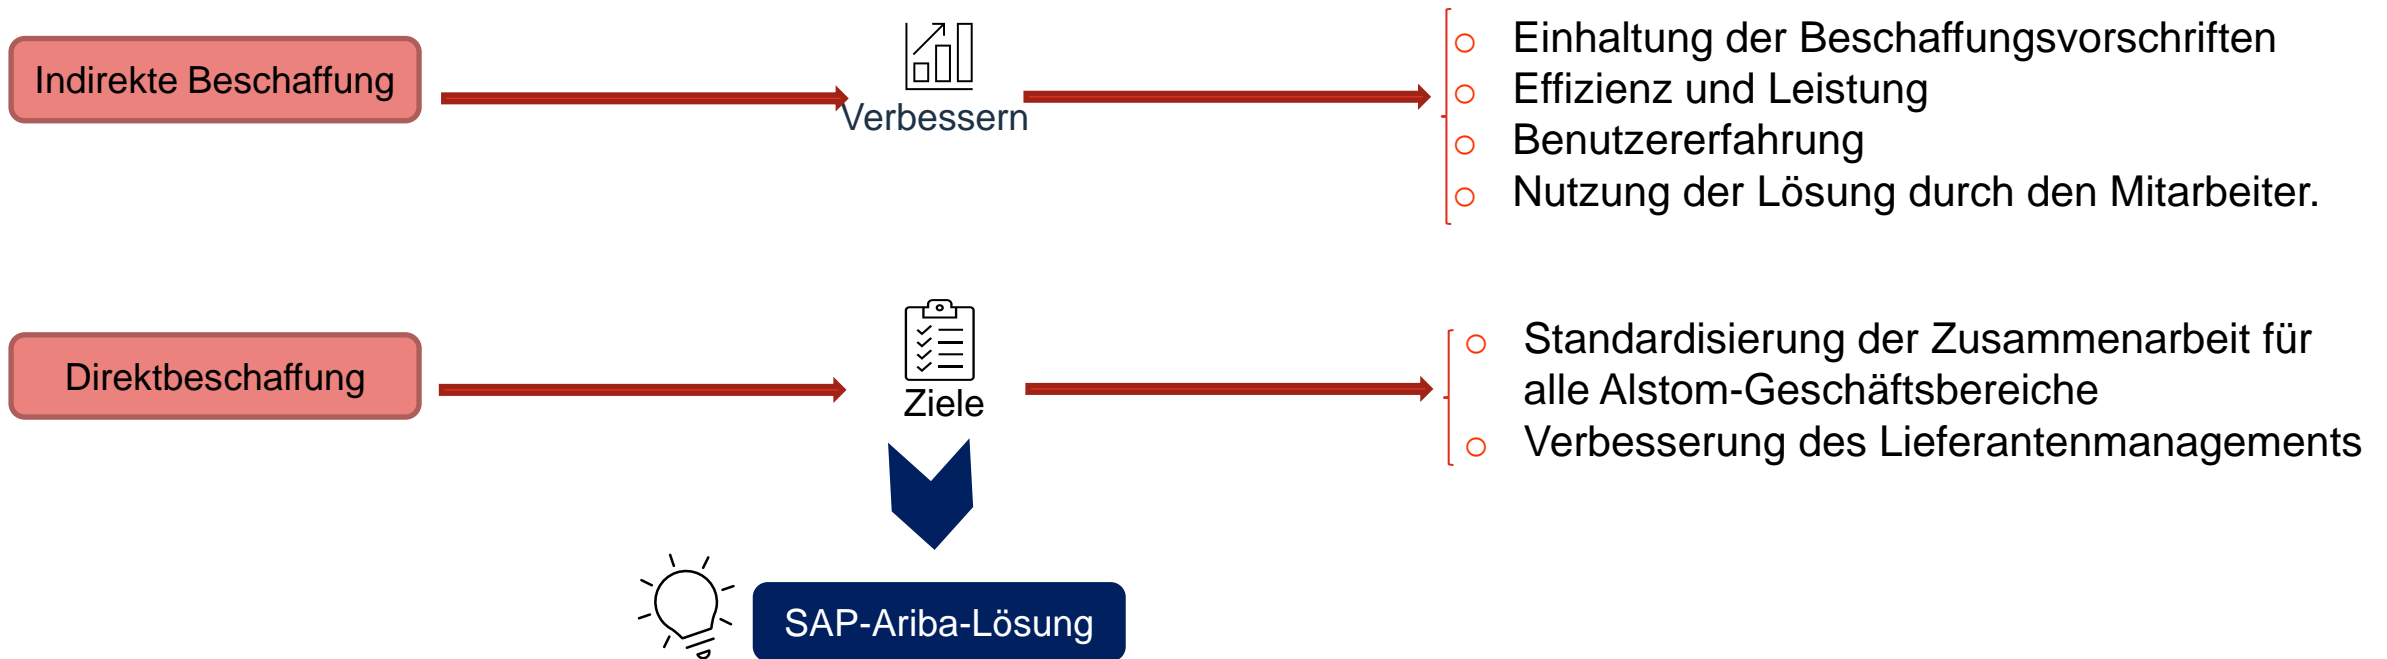 Indirekte Beschaffung
Verbessern
Einhaltung der Beschaffungsvorschriften
Effizienz und Leistung
Benutzererfahrung
Nutzung der Lösung durch den Mitarbeiter.
Direktbeschaffung
Ziele
Standardisierung der Zusammenarbeit für
alle Alstom-Geschäftsbereiche
Verbesserung des Lieferantenmanagements
SAP-Ariba-Lösung